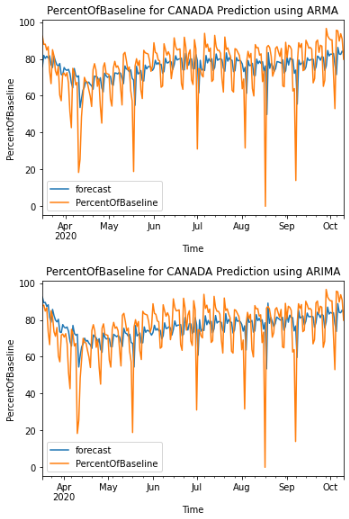 PercentOfBaseline for CANADA Prediction using ARMA
100
80
60
40
20
0
PercentOfBaseline
forecast
PercentOfBaseline
Apr
2020
May
Jun
Jul
Aug
Sep
Oct
Time
PercentOfBaseline for CANADA Prediction using ARIMA
100
80
60
40
20
0
PercentOfBaseline
forecast
PercentOfBaseline
Apr
2020
May
Jun
Jul
Aug
Sep
Oct
Time